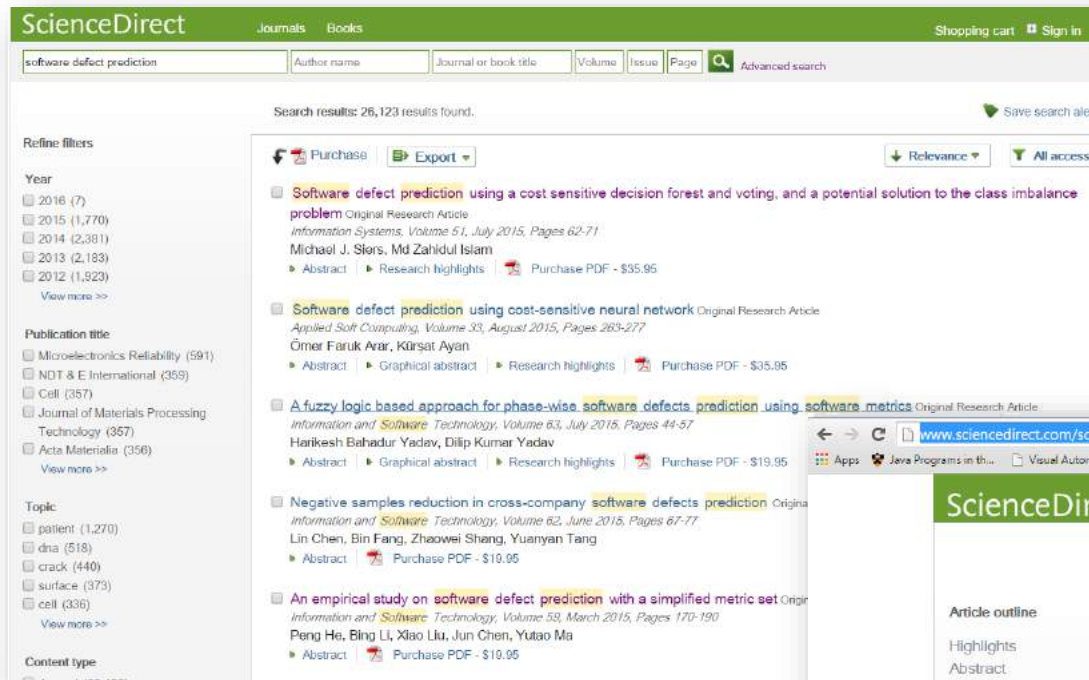 ScienceDirect
Journals Books
Shopping cart Sign in
software defect prediction
Author name
Journal or book title
Volume
Issue
Page
Advanced search
Search results: 26,123 results found.
Save search ale
Refine filters
Year
2016 (7)
2015 (1,770)
2014 (2,381)
2013 (2,183)
2012 (1,923)
View more >>
Publication title
Microelectronics Reliability (591)
NDT & E International (359)
Cell (357)
Journal of Materials Processing
Technology (357)
Acta Materialia (356)
View more >>
Topic
patient (1,270)
dna (518)
crack (440)
surface (373)
cell (336)
View more >>
Content type
Purchase Export
Relevance
All access
Software defect prediction using a cost sensitive decision forest and voting, and a potential solution to the class imbalance
problem Original Research Article
Information Systems, Volume 51, July 2015, Pages 62-71
Michael J. Siers, Md Zahidul Islam
Abstract Research highlights Purchase PDF - $35.95
Software defect prediction using cost-sensitive neural network Original Research Article
Applied Soft Computing, Volume 33, August 2015, Pages 263-277
Ömer Faruk Arar, Kürşat Ayan
Abstract Graphical abstract Research highlights Purchase PDF - $35.95
A fuzzy logic based approach for phase-wise software defects prediction using software metrics Original Research Article
Information and Software Technology, Volume 63, July 2015, Pages 44-57
Harikesh Bahadur Yadav, Dilip Kumar Yadav
Abstract Graphical abstract Research highlights Purchase PDF - $19.95
Negative samples reduction in cross-company software defects prediction Origina
Information and Software Technology, Volume 62, June 2015, Pages 67-77
Lin Chen, Bin Fang, Zhaowei Shang, Yuanyan Tang
Abstract Purchase PDF - $19.95
An empirical study on software defect prediction with a simplified metric set Origin
Information and Software Technology, Volume 59, March 2015, Pages 170-190
Peng He, Bing Li, Xiao Liu, Jun Chen, Yutao Ma
Abstract Purchase PDF - $19.95
www.sciencedirect.com/sc
Apps Java Programs in th... Visual Autor
ScienceDir
Article outline
Highlights
Abstract